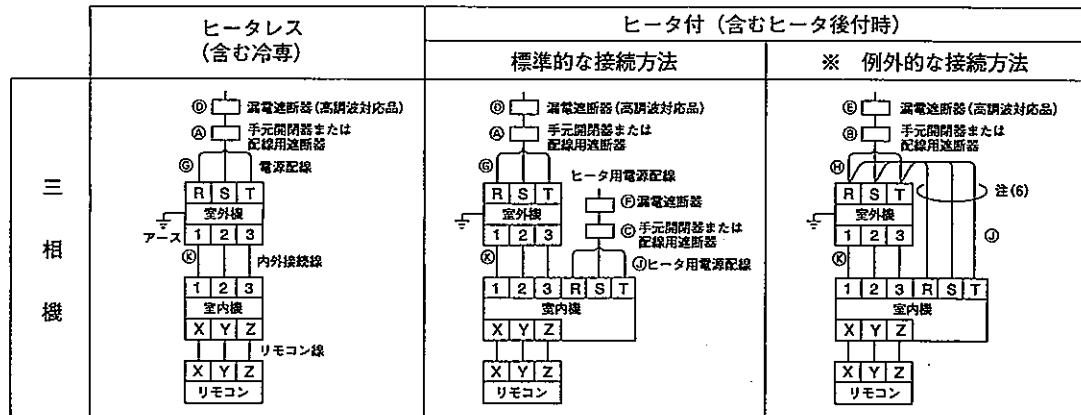 ヒータレス
(含む冷専)
ヒータ付（含むヒータ後付時）
標準的な接続方法
※ 例外的な接続方法
三相機
Ⓓ 漏電遮断器(高調波対応品)
Ⓐ 手元開閉器または
配線用遮断器
Ⓖ 電源配線
R S T
室外機
アース
1 2 3
Ⓚ 内外接続線
1 2 3
室内機
X Y Z
リモコン線
X Y Z
リモコン
Ⓓ 漏電遮断器(高調波対応品)
Ⓐ 手元開閉器または
配線用遮断器
Ⓖ
ヒータ用電源配線
R S T
Ⓕ漏電遮断器
室外機
Ⓒ 手元開閉器または
配線用遮断器
1 2 3
Ⓚ
Ⓙヒータ用電源配線
1 2 3 R S T
室内機
X Y Z
X Y Z
リモコン
Ⓔ 漏電遮断器(高調波対応品)
Ⓑ 手元開閉器または
配線用遮断器
Ⓗ
R S T
注(6)
室外機
1 2 3
Ⓙ
Ⓚ
1 2 3 R S T
室内機
X Y Z
X Y Z
リモコン